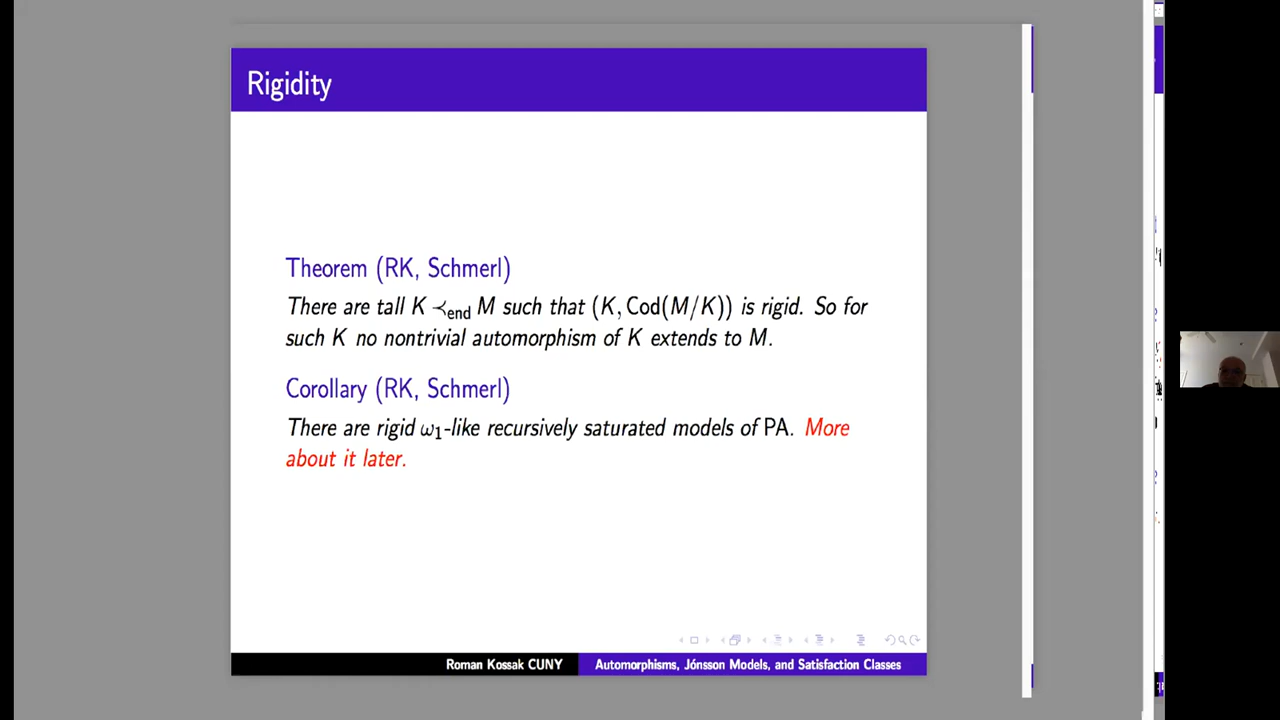 Rigidity
Theorem (RK, Schmerl)
There are tall K ≺end M such that (K, Cod(M/K)) is rigid. So for
such K no nontrivial automorphism of K extends to M.
Corollary (RK, Schmerl)
There are rigid ω₁-like recursively saturated models of PA. More
about it later.
Roman Kossak CUNY
Automorphisms, Jónsson Models, and Satisfaction Classes